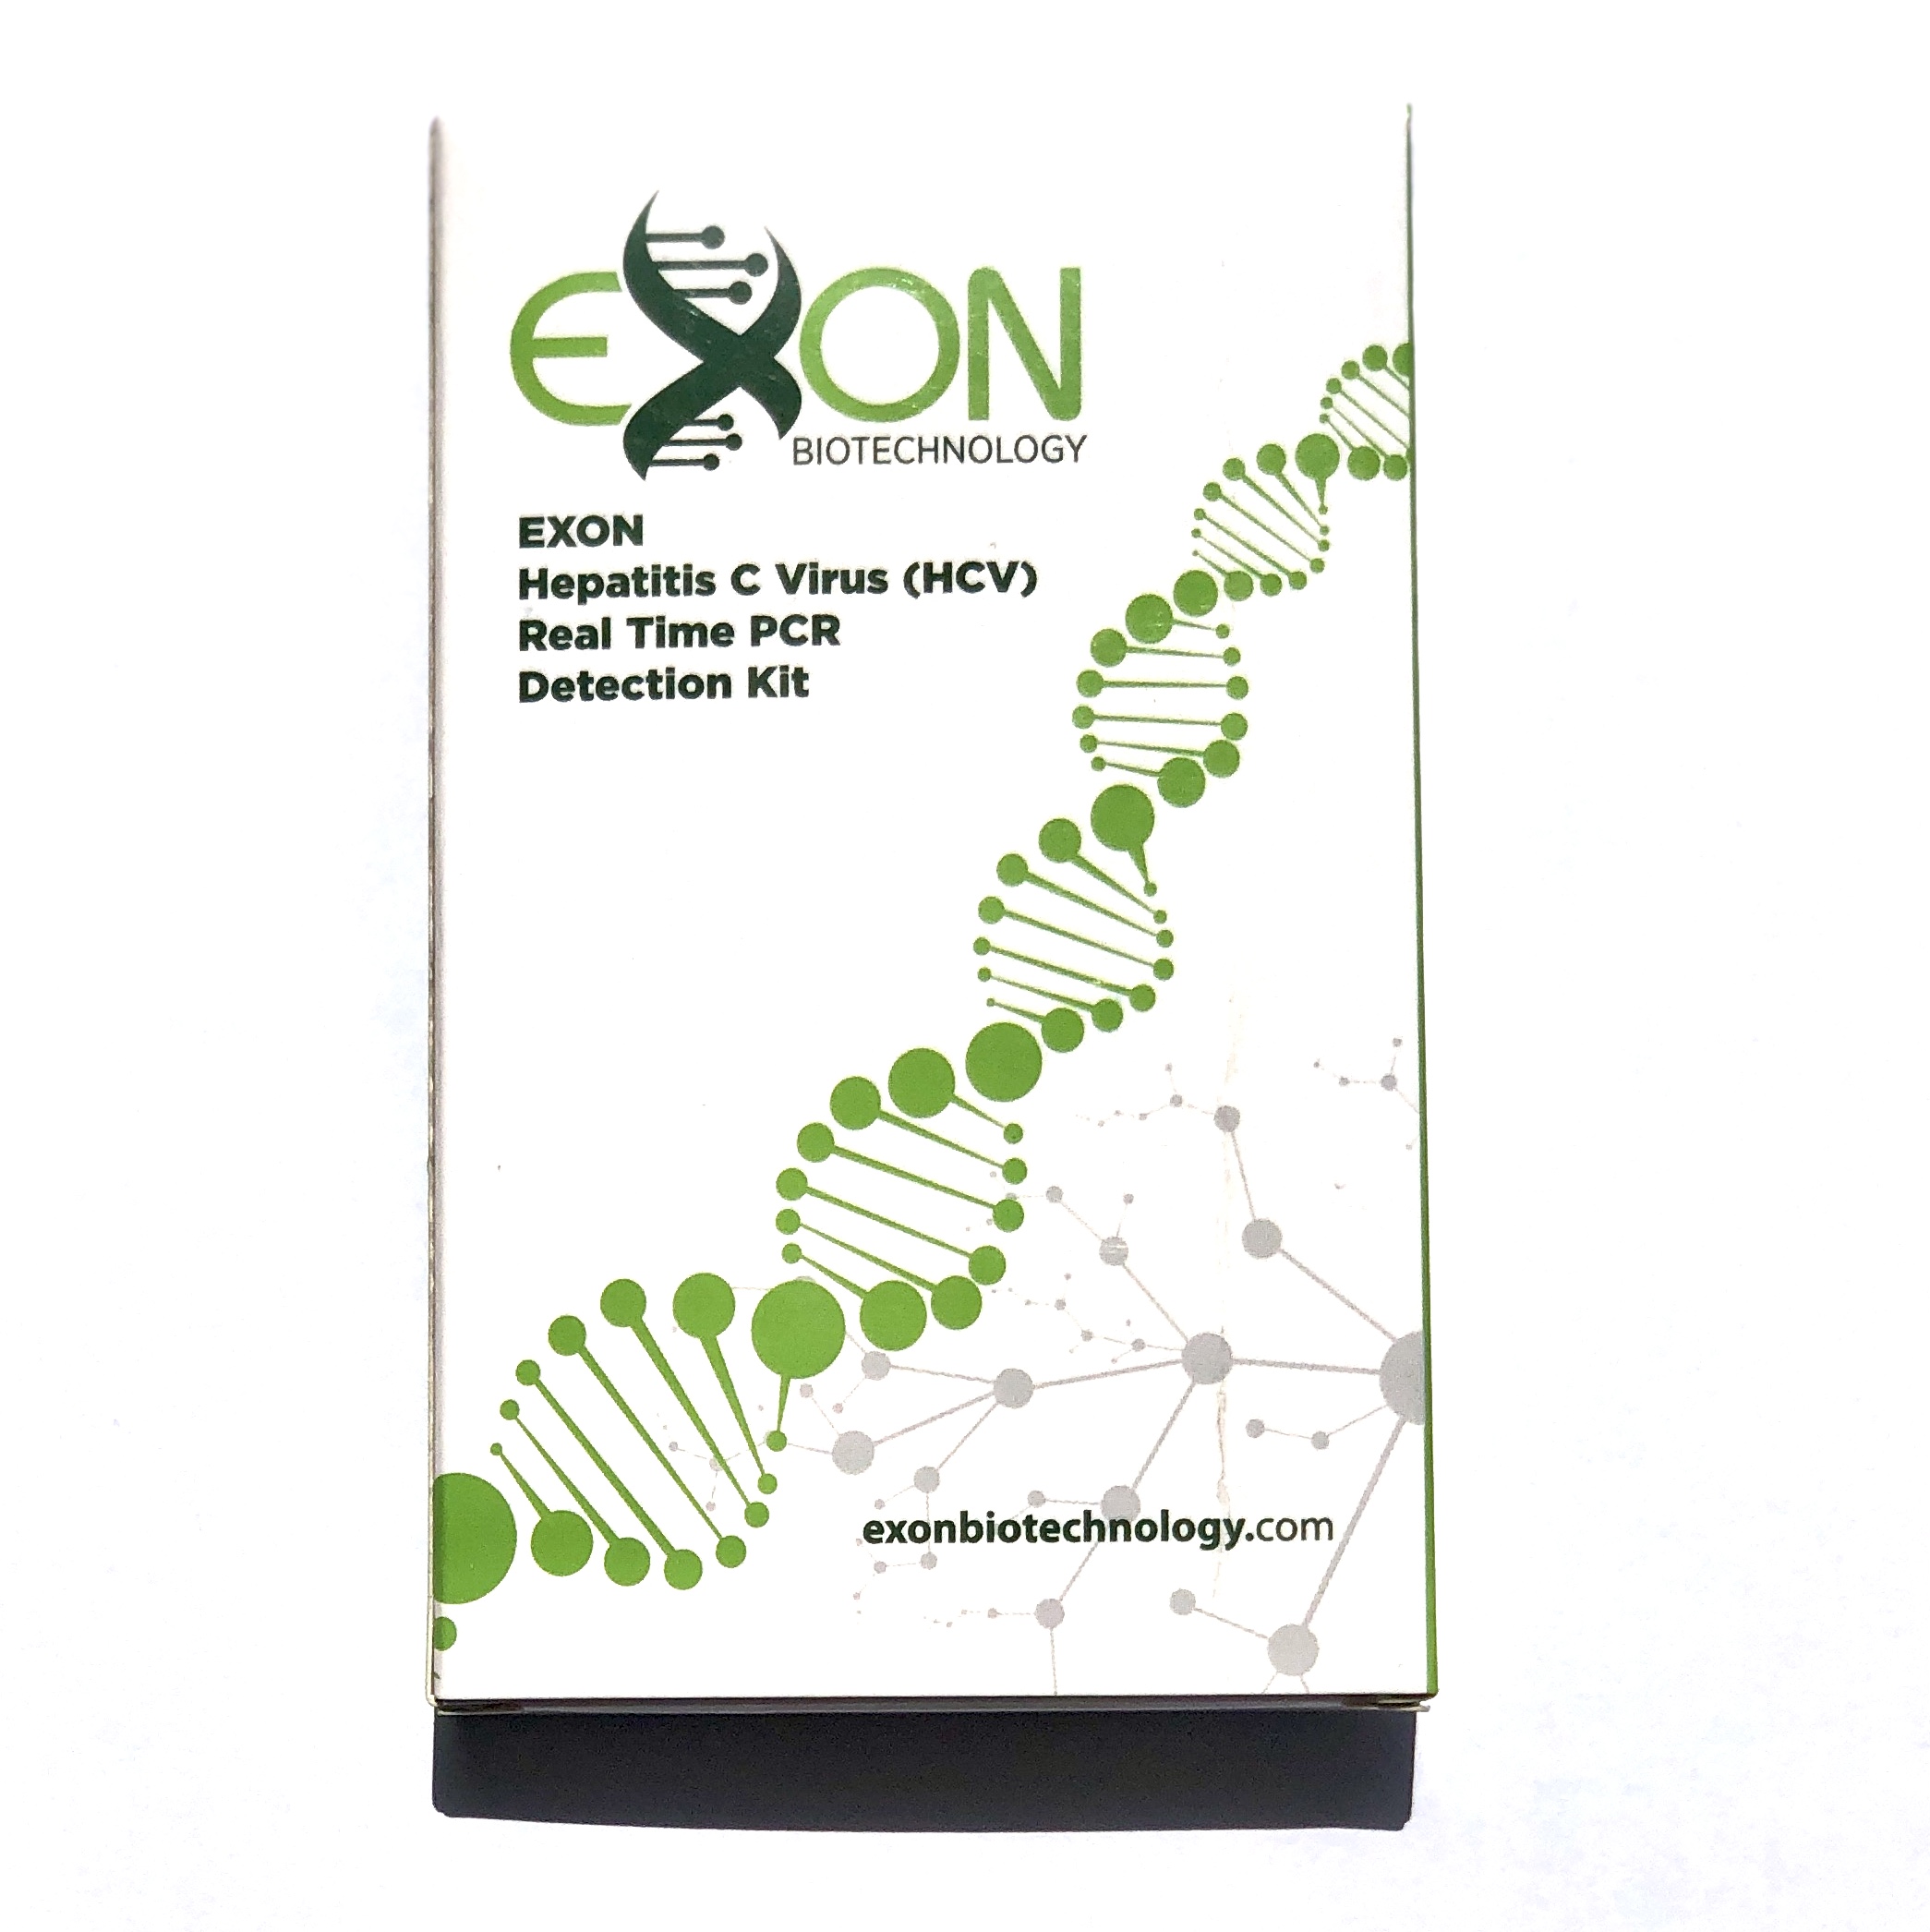 EXON
BIOTECHNOLOGY
EXON
Hepatitis C Virus (HCV)
Real Time PCR
Detection Kit
exonbiotechnology.com